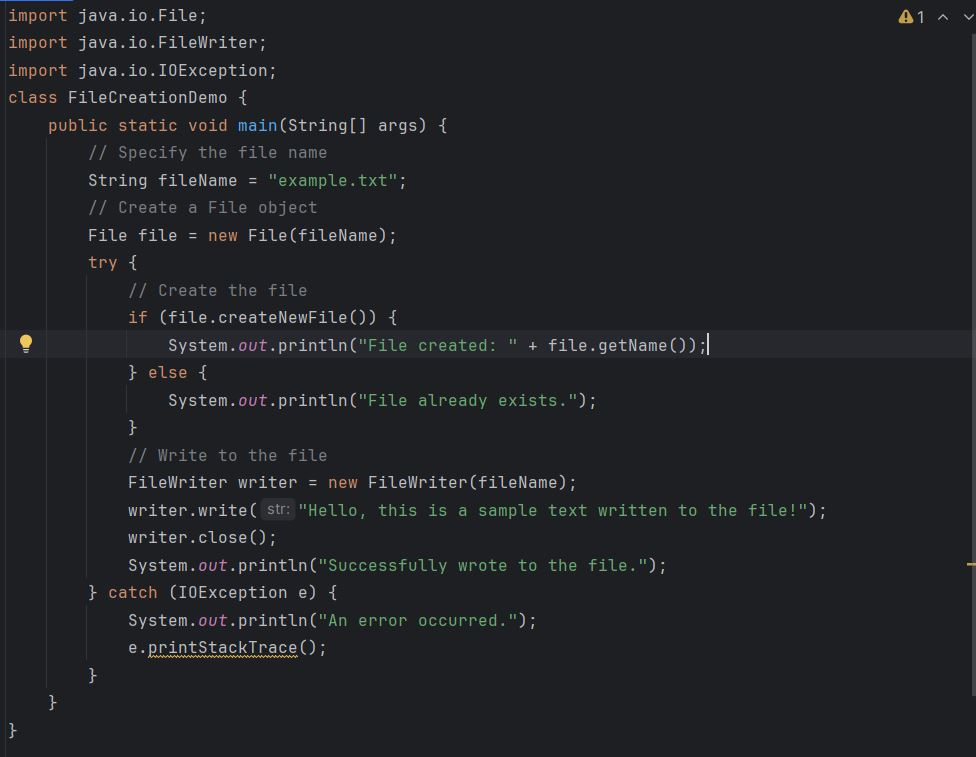 import java.io.File;
1
import java.io.FileWriter;
import java.io.IOException;
class FileCreationDemo {
    public static void main(String[] args) {
        // Specify the file name
        String fileName = "example.txt";
        // Create a File object
        File file = new File(fileName);
        try {
            // Create the file
            if (file.createNewFile()) {
                System.out.println("File created: " + file.getName());
            } else {
                System.out.println("File already exists.");
            }
            // Write to the file
            FileWriter writer = new FileWriter(fileName);
            writer.write( str: "Hello, this is a sample text written to the file!");
            writer.close();
            System.out.println("Successfully wrote to the file.");
        } catch (IOException e) {
            System.out.println("An error occurred.");
            e.printStackTrace();
        }
    }
}